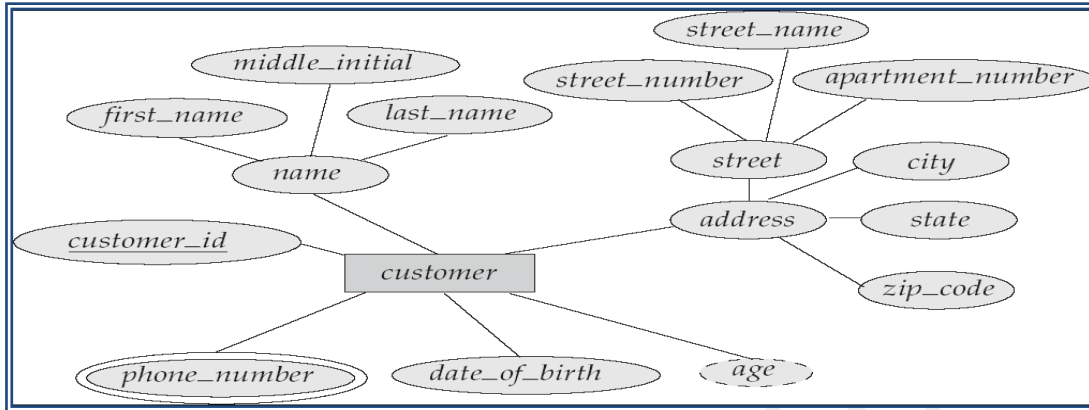 street_name
middle_initial
street_number
apartment_number
first_name
last_name
name
street
city
address
state
customer_id
customer
zip_code
phone_number
date_of_birth
age